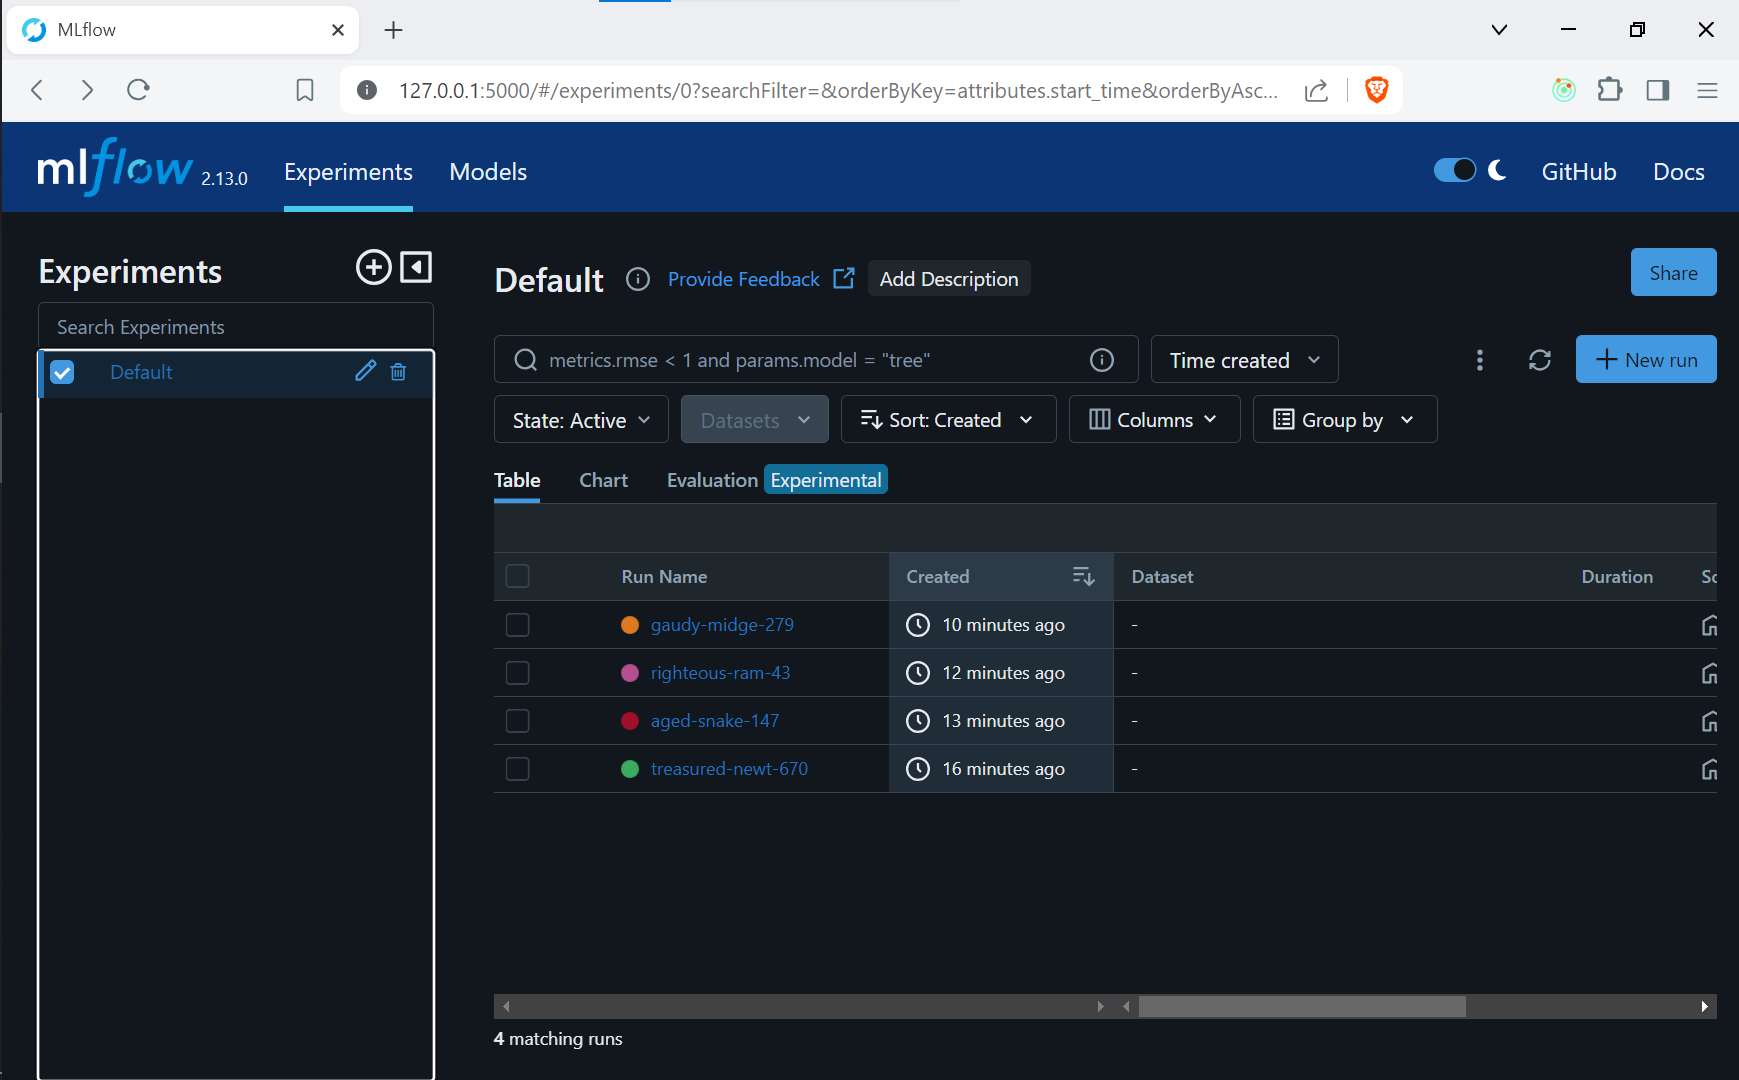 MLflow
127.0.0.1:5000/#/experiments/0?searchFilter=&orderByKey=attributes.start_time&orderByAsc...
mlflow 2.13.0 Experiments Models GitHub Docs
Experiments
Search Experiments
Default
Default Provide Feedback Add Description Share
metrics.rmse < 1 and params.model = "tree" Time created New run
State: Active Datasets Sort: Created Columns Group by
Table Chart Evaluation Experimental
Run Name Created Dataset Duration
gaudy-midge-279 10 minutes ago -
righteous-ram-43 12 minutes ago -
aged-snake-147 13 minutes ago -
treasured-newt-670 16 minutes ago -
4 matching runs